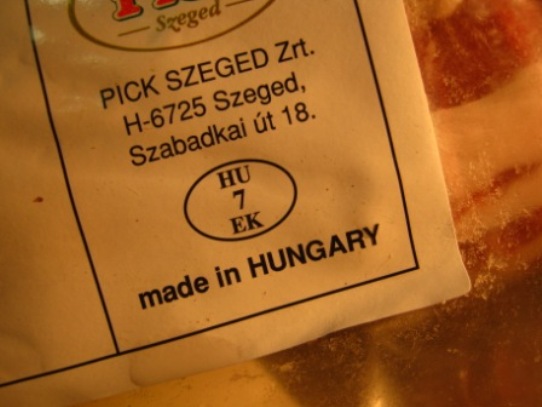 Szeged
PICK SZEGED Zrt.
H-6725 Szeged,
Szabadkai út 18.
HU
7
EK
made in HUNGARY